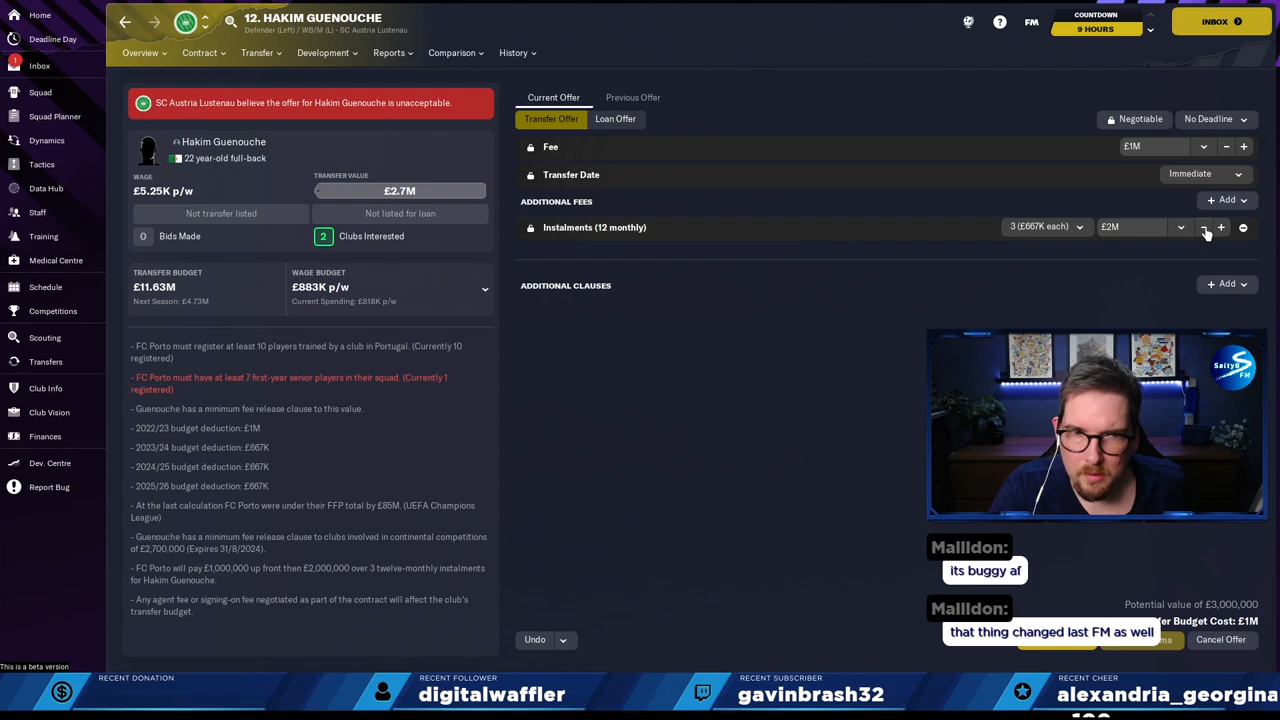 12. HAKIM GUENOUCHE
Defender (Left) / WB/M (L) - SC Austria Lustenau
FM
COUNTDOWN
9 HOURS
INBOX
Overview
Contract
Transfer
Development
Reports
Comparison
History
Home
Deadline Day
1
Inbox
Squad
Squad Planner
Dynamics
Tactics
Data Hub
Staff
Training
Medical Centre
Schedule
Competitions
Scouting
Transfers
Club Info
Club Vision
Finances
Dev. Centre
Report Bug
This is a beta version
SC Austria Lustenau believe the offer for Hakim Guenouche is unacceptable.
Hakim Guenouche
22 year-old full-back
WAGE
£5.25K p/w
TRANSFER VALUE
£2.7M
Not transfer listed
Not listed for loan
0 Bids Made
2 Clubs Interested
TRANSFER BUDGET
£11.63M
Next Season: £4.73M
WAGE BUDGET
£883K p/w
Current Spending: £818K p/w
- FC Porto must register at least 10 players trained by a club in Portugal. (Currently 10
registered)
- FC Porto must have at least 7 first-year senior players in their squad. (Currently 1
registered)
- Guenouche has a minimum fee release clause to this value.
- 2022/23 budget deduction: £1M
- 2023/24 budget deduction: £667K
- 2024/25 budget deduction: £667K
- 2025/26 budget deduction: £667K
- At the last calculation FC Porto were under their FFP total by £85M. (UEFA Champions
League)
- Guenouche has a minimum fee release clause to clubs involved in continental competitions
of £2,700,000 (Expires 31/8/2024).
- FC Porto will pay £1,000,000 up front then £2,000,000 over 3 twelve-monthly instalments
for Hakim Guenouche.
- Any agent fee or signing-on fee negotiated as part of the contract will affect the club's
transfer budget.
Current Offer
Previous Offer
Transfer Offer
Loan Offer
Negotiable
No Deadline
Fee
£1M
Transfer Date
Immediate
ADDITIONAL FEES
Add
Instalments (12 monthly)
3 (£667K each)
£2M
ADDITIONAL CLAUSES
Add
SaltyB
FM
Mallldon:
its buggy af
Mallldon:
that thing changed last FM as well
Potential value of £3,000,000
Budget Cost: £1M
Undo
Cancel Offer
RECENT DONATION
RECENT FOLLOWER
digitalwaffler
RECENT SUBSCRIBER
gavinbrash32
RECENT CHEER
alexandria_georgina